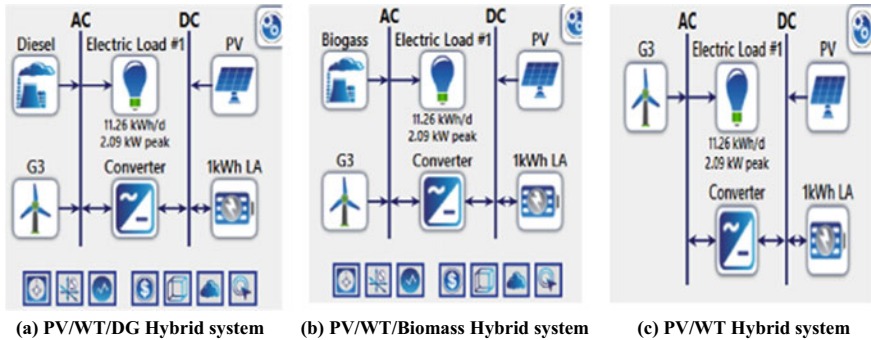 AC DC
Diesel Electric Load #1 PV
11.26 kWh/d
2.09 kW peak
G3 Converter 1kWh LA
(a) PV/WT/DG Hybrid system
AC DC
Biogass Electric Load #1 PV
11.26 kWh/d
2.09 kW peak
G3 Converter 1kWh LA
(b) PV/WT/Biomass Hybrid system
AC DC
G3 Electric Load #1 PV
11.26 kWh/d
2.09 kW peak
Converter 1kWh LA
(c) PV/WT Hybrid system